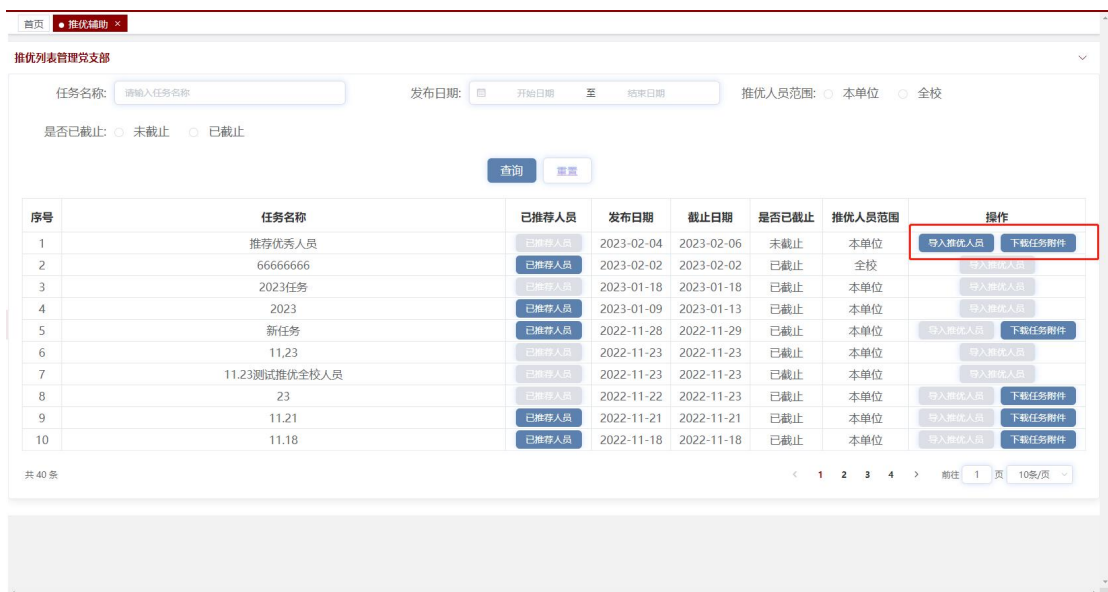 首页 ● 推优辅助 ×
推优列表管理党支部
任务名称: 请输入任务名称 发布日期: 开始日期 至 结束日期 推优人员范围: 本单位 全校
是否已截止: 未截止 已截止
查询 重置
序号 任务名称 已推荐人员 发布日期 截止日期 是否已截止 推优人员范围 操作
1 推荐优秀人员 已推荐人员 2023-02-04 2023-02-06 未截止 本单位 导入推优人员 下载任务附件
2 66666666 已推荐人员 2023-02-02 2023-02-02 已截止 全校 导入推优人员
3 2023任务 已推荐人员 2023-01-18 2023-01-18 已截止 本单位 导入推优人员
4 2023 已推荐人员 2023-01-09 2023-01-13 已截止 本单位 导入推优人员
5 新任务 已推荐人员 2022-11-28 2022-11-29 已截止 本单位 导入推优人员 下载任务附件
6 11,23 已推荐人员 2022-11-23 2022-11-23 已截止 本单位 导入推优人员
7 11.23测试推优全校人员 已推荐人员 2022-11-23 2022-11-23 已截止 本单位 导入推优人员
8 23 已推荐人员 2022-11-22 2022-11-23 已截止 本单位 导入推优人员 下载任务附件
9 11.21 已推荐人员 2022-11-21 2022-11-21 已截止 本单位 导入推优人员 下载任务附件
10 11.18 已推荐人员 2022-11-18 2022-11-18 已截止 本单位 导入推优人员 下载任务附件
共 40 条 < 1 2 3 4 > 前往 1 页 10条/页